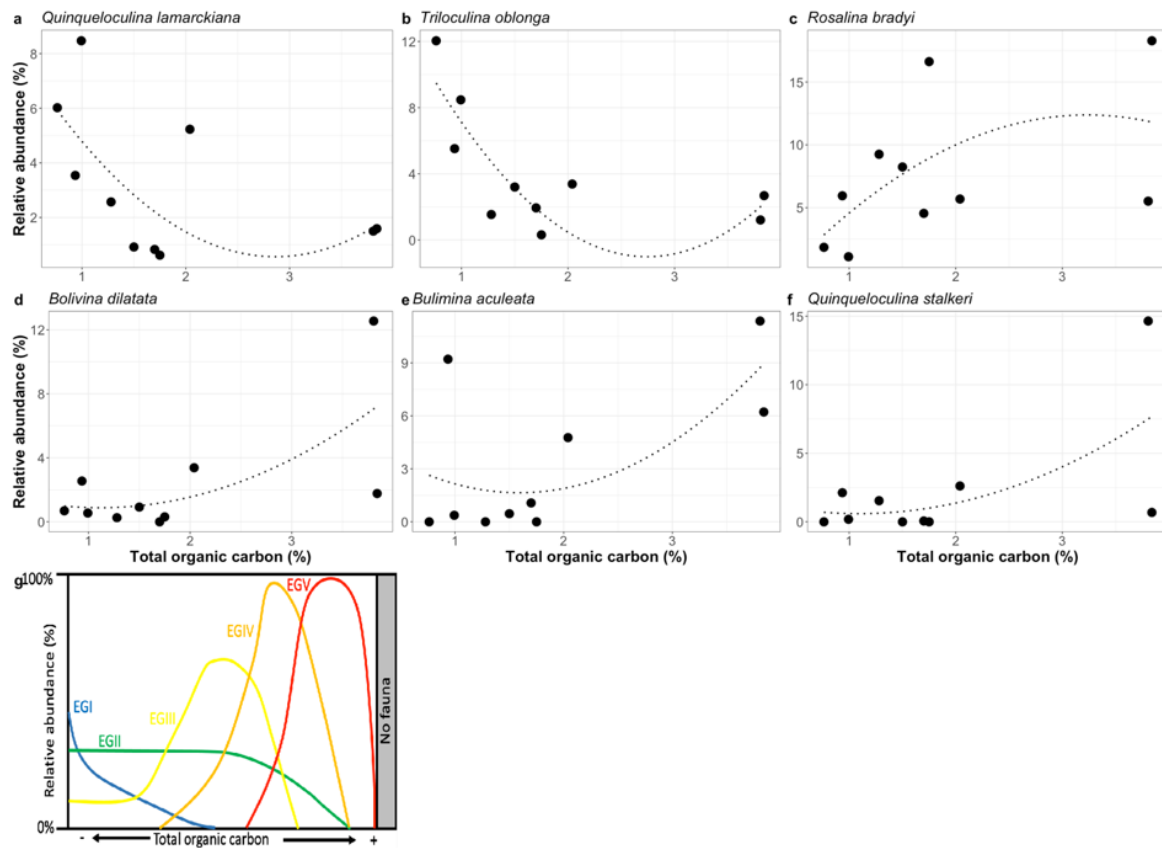 a Quinqueloculina lamarckiana
b Triloculina oblonga
c Rosalina bradyi
Relative abundance (%)
8
6
4
2
1 2 3
12
8
4
0
1 2 3
15
10
5
1 2 3
d Bolivina dilatata
e Bulimina aculeata
f Quinqueloculina stalkeri
Relative abundance (%)
12
8
4
0
1 2 3
Total organic carbon (%)
9
6
3
0
1 2 3
Total organic carbon (%)
15
10
5
0
1 2 3
Total organic carbon (%)
g
100%
Relative abundance (%)
0%
EGI
EGII
EGIII
EGIV
EGV
No fauna
- Total organic carbon +